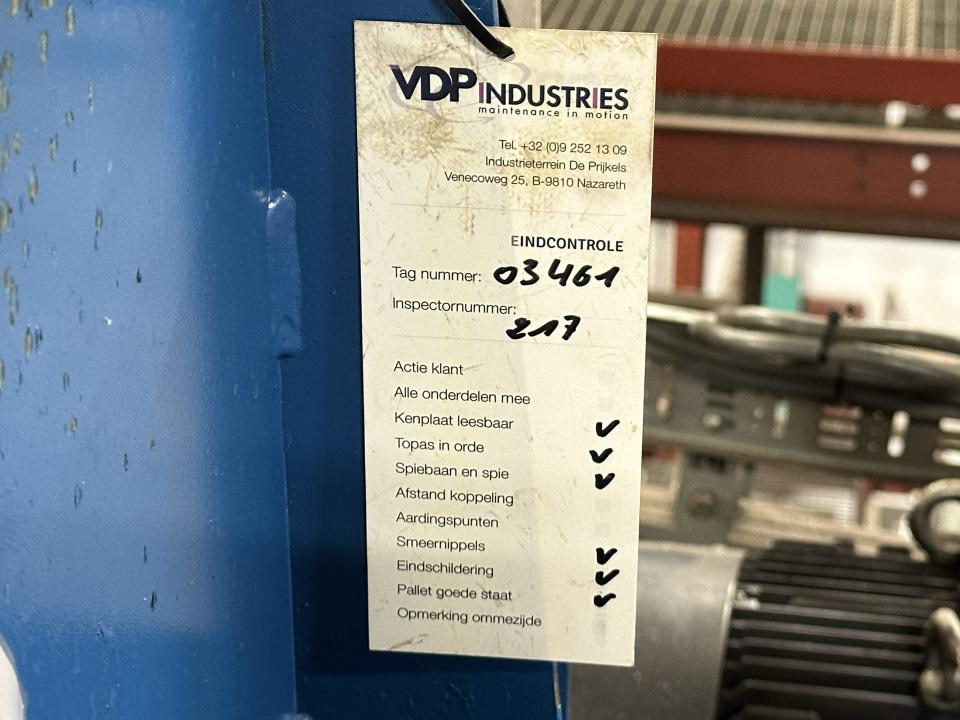 VDP INDUSTRIES
maintenance in motion
Tel. +32 (0)9 252 13 09
Industrieterrein De Prijkels
Venecoweg 25, B-9810 Nazareth
EINDCONTROLE
Tag nummer: 03461
Inspectornummer: 217
Actie klant
Alle onderdelen mee
Kenplaat leesbaar ✓
Topas in orde ✓
Spiebaan en spie ✓
Afstand koppeling
Aardingspunten
Smeernippels ✓
Eindschildering ✓
Pallet goede staat ✓
Opmerking ommezijde